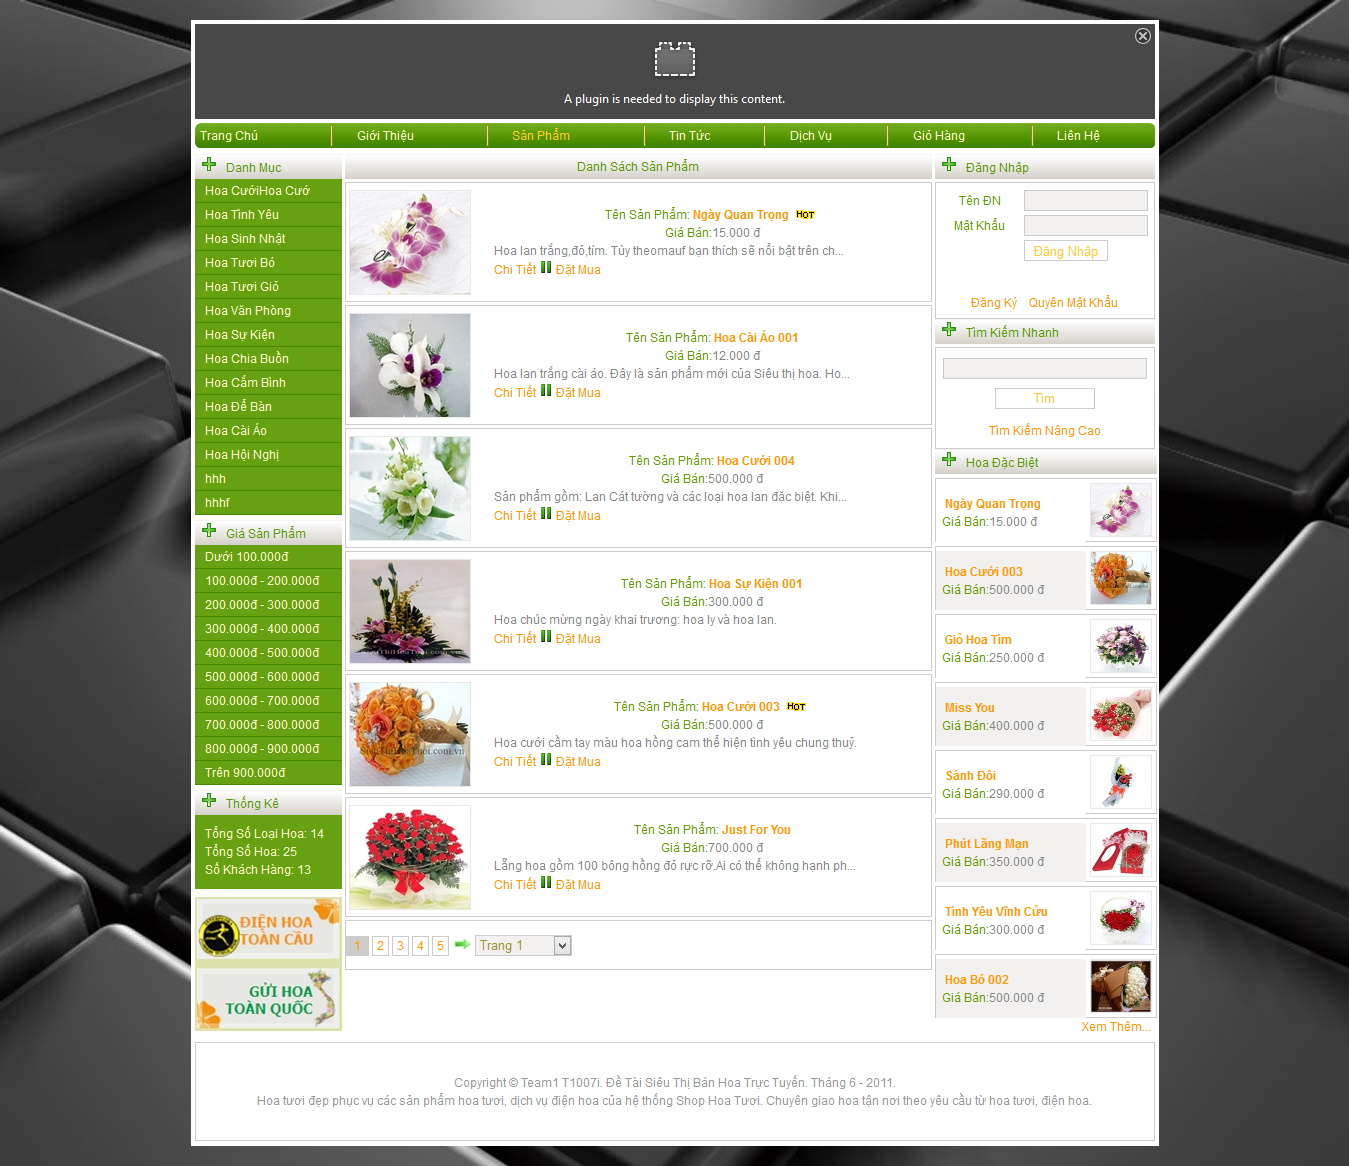 A plugin is needed to display this content.
Trang Chủ
Giới Thiệu
Sản Phẩm
Tin Tức
Dịch Vụ
Giỏ Hàng
Liên Hệ
Danh Mục
Hoa CướiHoa Cướ
Hoa Tình Yêu
Hoa Sinh Nhật
Hoa Tươi Bó
Hoa Tươi Giỏ
Hoa Văn Phòng
Hoa Sự Kiện
Hoa Chia Buồn
Hoa Cắm Bình
Hoa Để Bàn
Hoa Cài Áo
Hoa Hội Nghị
hhh
hhhf
Giá Sản Phẩm
Dưới 100.000đ
100.000đ - 200.000đ
200.000đ - 300.000đ
300.000đ - 400.000đ
400.000đ - 500.000đ
500.000đ - 600.000đ
600.000đ - 700.000đ
700.000đ - 800.000đ
800.000đ - 900.000đ
Trên 900.000đ
Thống Kê
Tổng Số Loại Hoa: 14
Tổng Số Hoa: 25
Số Khách Hàng: 13
ĐIỆN HOA
TOÀN CẦU
GỬI HOA
TOÀN QUỐC
Danh Sách Sản Phẩm
Tên Sản Phẩm: Ngày Quan Trọng HOT
Giá Bán:15.000 đ
Hoa lan trắng,đỏ,tím. Tùy theomauf bạn thích sẽ nổi bật trên ch...
Chi Tiết Đặt Mua
Tên Sản Phẩm: Hoa Cài Áo 001
Giá Bán:12.000 đ
Hoa lan trắng cài áo. Đây là sản phẩm mới của Siêu thị hoa. Ho...
Chi Tiết Đặt Mua
Tên Sản Phẩm: Hoa Cưới 004
Giá Bán:500.000 đ
Sản phẩm gồm: Lan Cát tường và các loại hoa lan đặc biệt. Khi...
Chi Tiết Đặt Mua
Tên Sản Phẩm: Hoa Sự Kiện 001
Giá Bán:300.000 đ
Hoa chúc mừng ngày khai trương: hoa ly và hoa lan.
Chi Tiết Đặt Mua
Tên Sản Phẩm: Hoa Cưới 003 HOT
Giá Bán:500.000 đ
Hoa cưới cầm tay màu hoa hồng cam thể hiện tình yêu chung thuỷ.
Chi Tiết Đặt Mua
SieuThiHoaTuoi.com.vn
Tên Sản Phẩm: Just For You
Giá Bán:700.000 đ
Lẵng hoa gồm 100 bông hồng đỏ rực rỡ.Ai có thể không hạnh ph...
Chi Tiết Đặt Mua
1 2 3 4 5 Trang 1
Đăng Nhập
Tên ĐN
Mật Khẩu
Đăng Nhập
Đăng Ký Quyên Mật Khẩu
Tìm Kiếm Nhanh
Tìm
Tìm Kiếm Nâng Cao
Hoa Đặc Biệt
Ngày Quan Trọng
Giá Bán:15.000 đ
Hoa Cưới 003
Giá Bán:500.000 đ
Giỏ Hoa Tím
Giá Bán:250.000 đ
Miss You
Giá Bán:400.000 đ
Sánh Đôi
Giá Bán:290.000 đ
Phút Lãng Mạn
Giá Bán:350.000 đ
Tình Yêu Vĩnh Cửu
Giá Bán:300.000 đ
Hoa Bó 002
Giá Bán:500.000 đ
Xem Thêm...
Copyright © Team1 T1007i. Đề Tài Siêu Thị Bán Hoa Trực Tuyến. Tháng 6 - 2011.
Hoa tươi đẹp phục vụ các sản phẩm hoa tươi, dịch vụ điện hoa của hệ thống Shop Hoa Tươi. Chuyên giao hoa tận nơi theo yêu cầu từ hoa tươi, điện hoa.